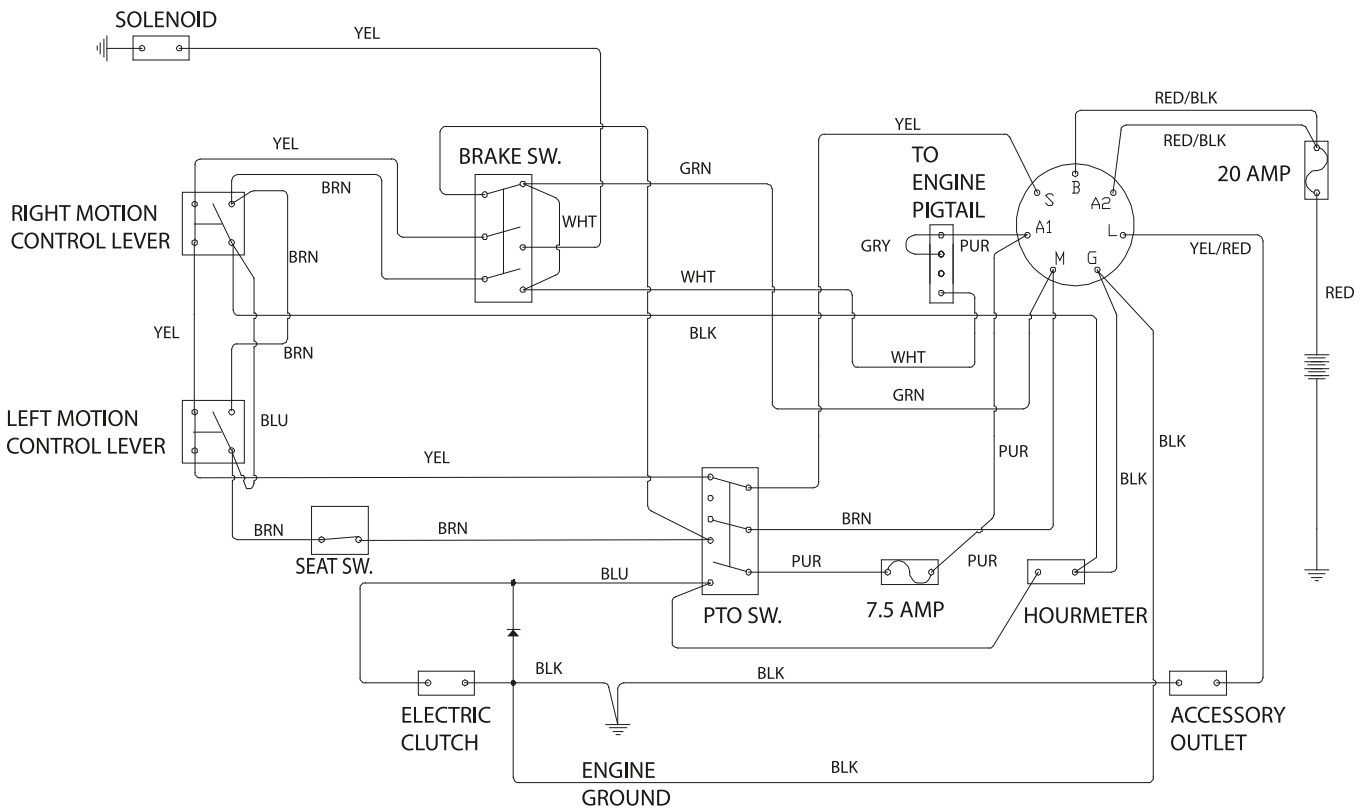 SOLENOID
YEL
RED/BLK
YEL
RED/BLK
YEL
BRAKE SW.
TO
ENGINE
PIGTAIL
20 AMP
GRN
BRN
S
B
A2
RIGHT MOTION
CONTROL LEVER
WHT
A1
L
GRY
PUR
YEL/RED
BRN
M
G
WHT
RED
YEL
BLK
BRN
WHT
GRN
LEFT MOTION
CONTROL LEVER
BLU
BLK
PUR
YEL
BLK
BRN
BRN
BRN
SEAT SW.
PUR
PUR
BLU
PTO SW.
7.5 AMP
HOURMETER
BLK
BLK
ELECTRIC
CLUTCH
ACCESSORY
OUTLET
ENGINE
GROUND
BLK